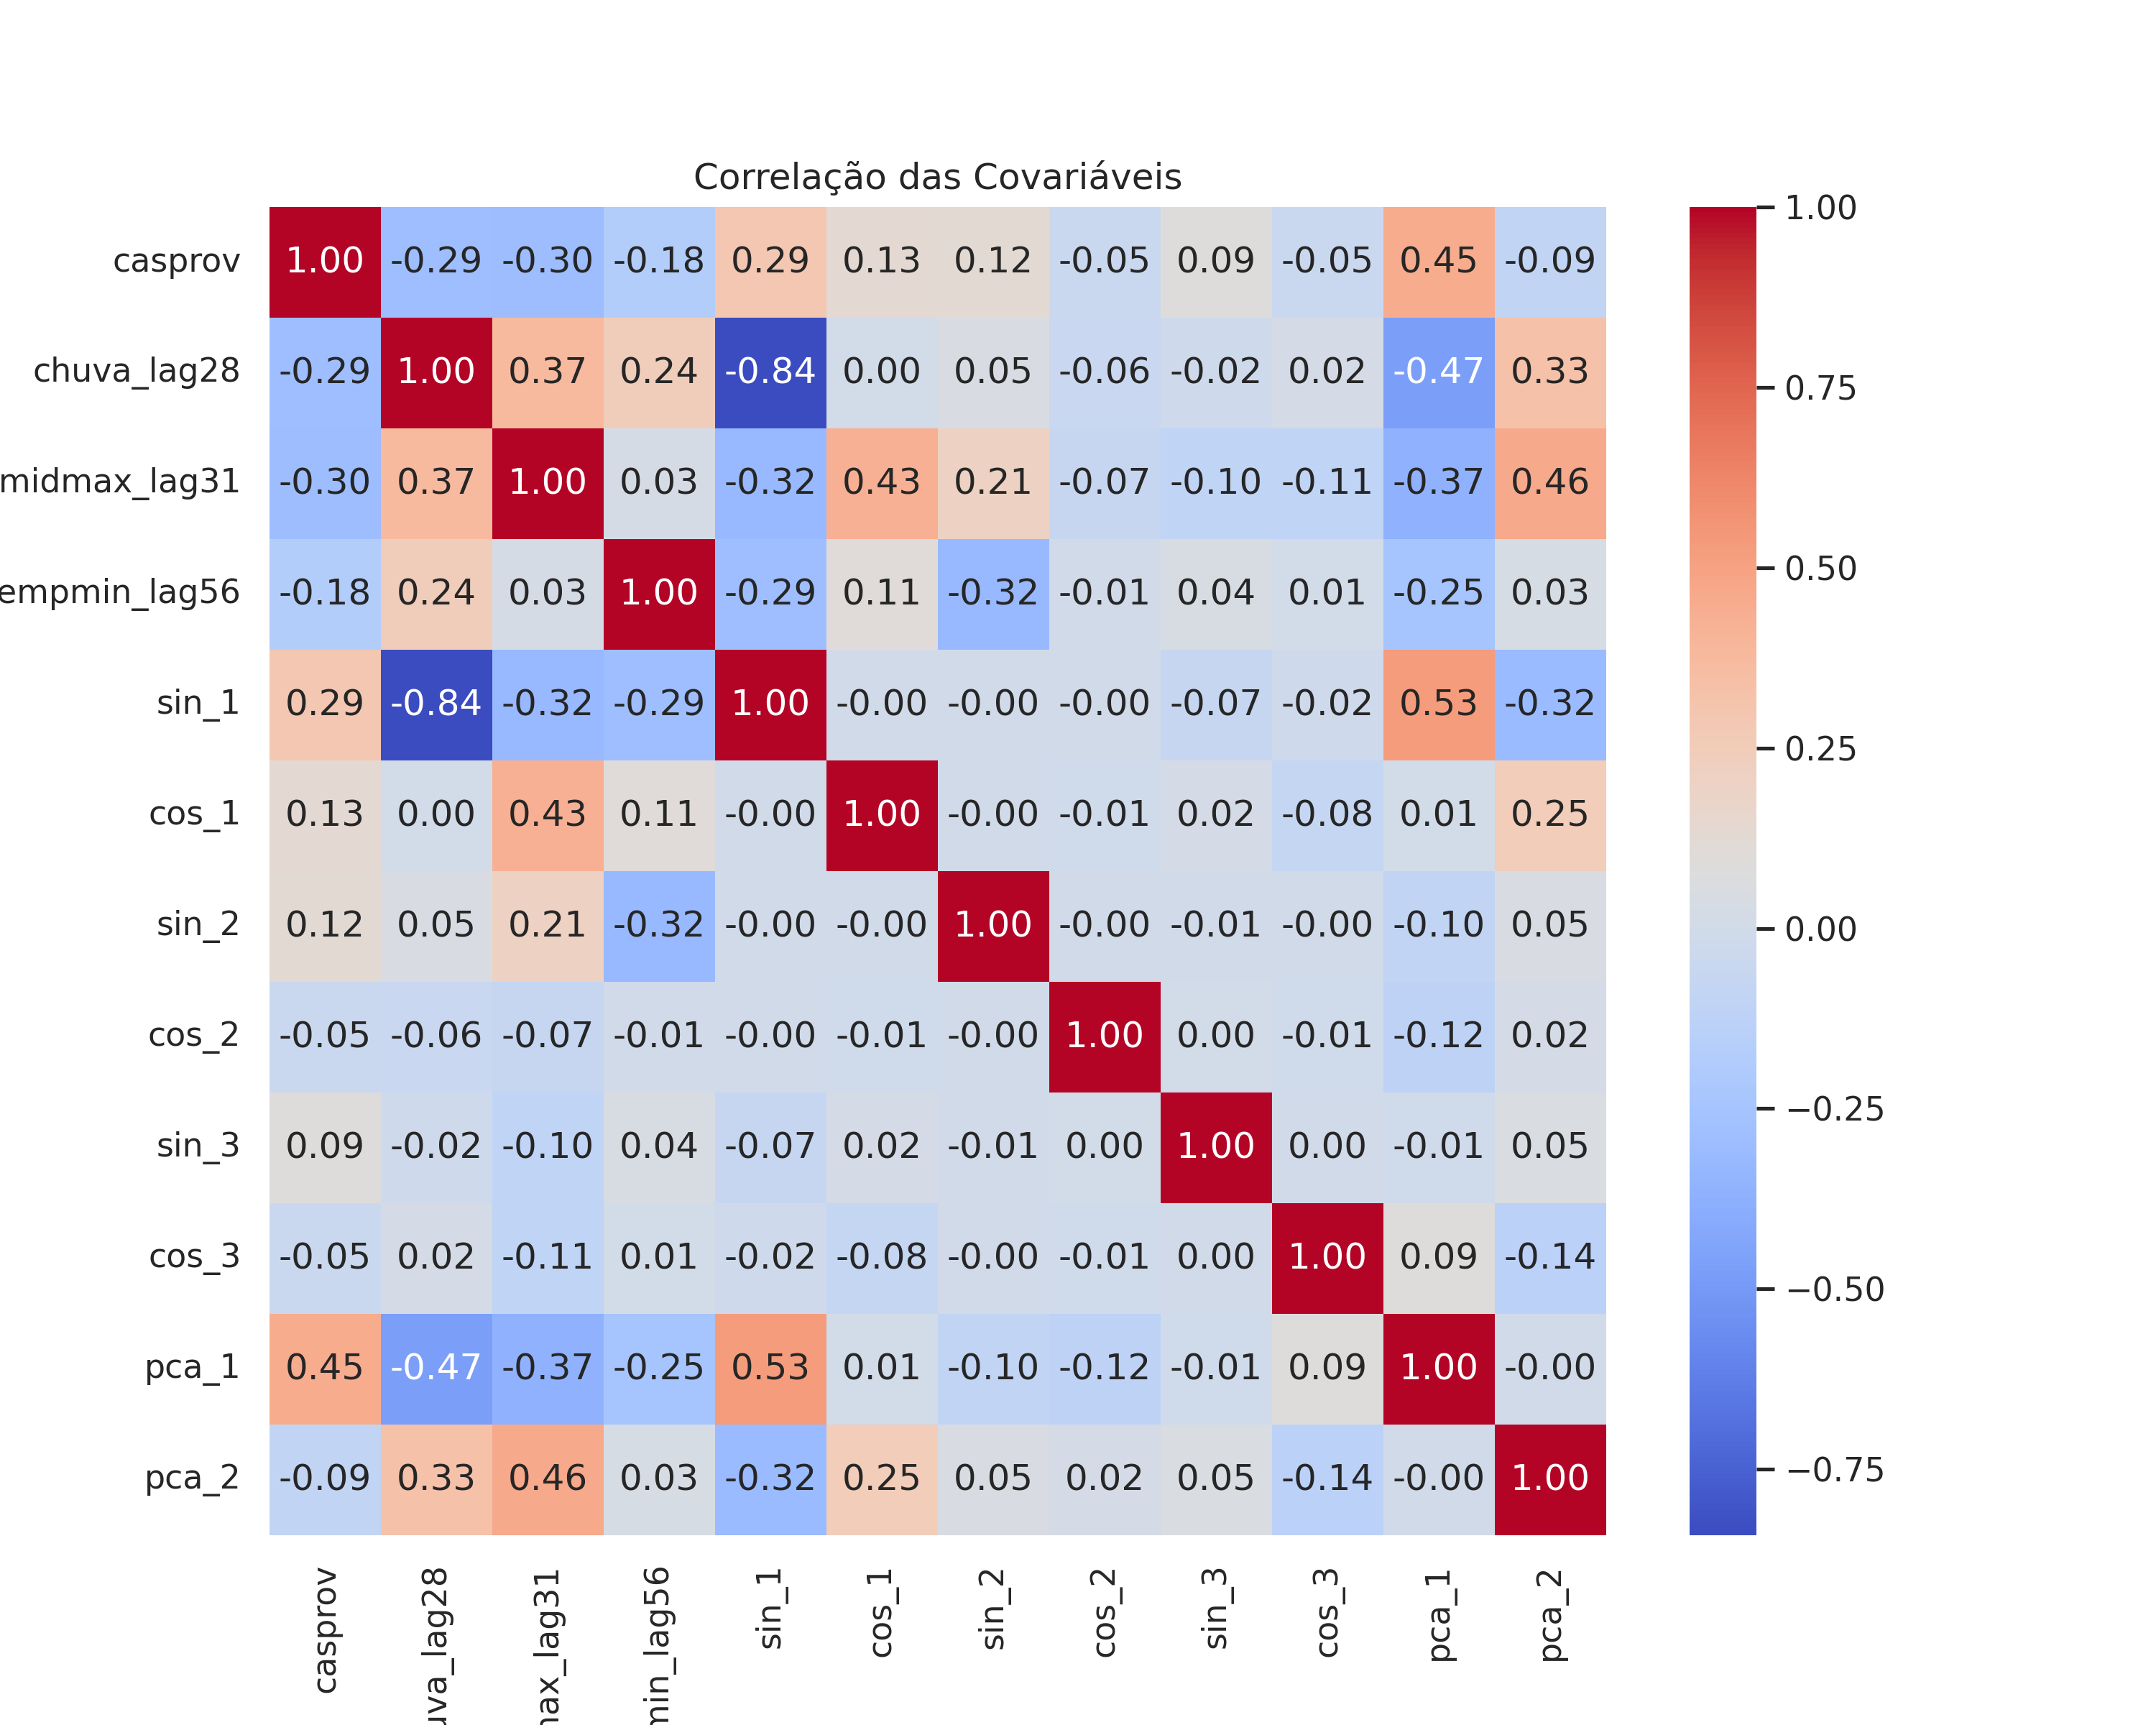 Correlação das Covariáveis
casprov 1.00 -0.29 -0.30 -0.18 0.29 0.13 0.12 -0.05 0.09 -0.05 0.45 -0.09
chuva_lag28 -0.29 1.00 0.37 0.24 -0.84 0.00 0.05 -0.06 -0.02 0.02 -0.47 0.33
midmax_lag31 -0.30 0.37 1.00 0.03 -0.32 0.43 0.21 -0.07 -0.10 -0.11 -0.37 0.46
empmin_lag56 -0.18 0.24 0.03 1.00 -0.29 0.11 -0.32 -0.01 0.04 0.01 -0.25 0.03
sin_1 0.29 -0.84 -0.32 -0.29 1.00 -0.00 -0.00 -0.00 -0.07 -0.02 0.53 -0.32
cos_1 0.13 0.00 0.43 0.11 -0.00 1.00 -0.00 -0.01 0.02 -0.08 0.01 0.25
sin_2 0.12 0.05 0.21 -0.32 -0.00 -0.00 1.00 -0.00 -0.01 -0.00 -0.10 0.05
cos_2 -0.05 -0.06 -0.07 -0.01 -0.00 -0.01 -0.00 1.00 0.00 -0.01 -0.12 0.02
sin_3 0.09 -0.02 -0.10 0.04 -0.07 0.02 -0.01 0.00 1.00 0.00 -0.01 0.05
cos_3 -0.05 0.02 -0.11 0.01 -0.02 -0.08 -0.00 -0.01 0.00 1.00 0.09 -0.14
pca_1 0.45 -0.47 -0.37 -0.25 0.53 0.01 -0.10 -0.12 -0.01 0.09 1.00 -0.00
pca_2 -0.09 0.33 0.46 0.03 -0.32 0.25 0.05 0.02 0.05 -0.14 -0.00 1.00
casprov
uva_lag28
max_lag31
min_lag56
sin_1
cos_1
sin_2
cos_2
sin_3
cos_3
pca_1
pca_2
1.00
0.75
0.50
0.25
0.00
−0.25
−0.50
−0.75